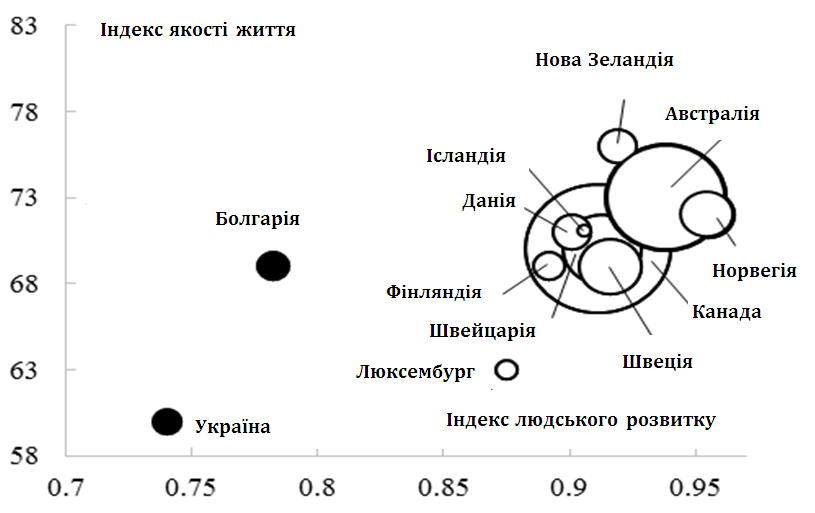 83
Індекс якості життя
Нова Зеландія
78
Австралія
Ісландія
73
Данія
Болгарія
Норвегія
68
Фінляндія
Канада
Швейцарія
Швеція
63
Люксембург
Індекс людського розвитку
Україна
58
0.7 0.75 0.8 0.85 0.9 0.95